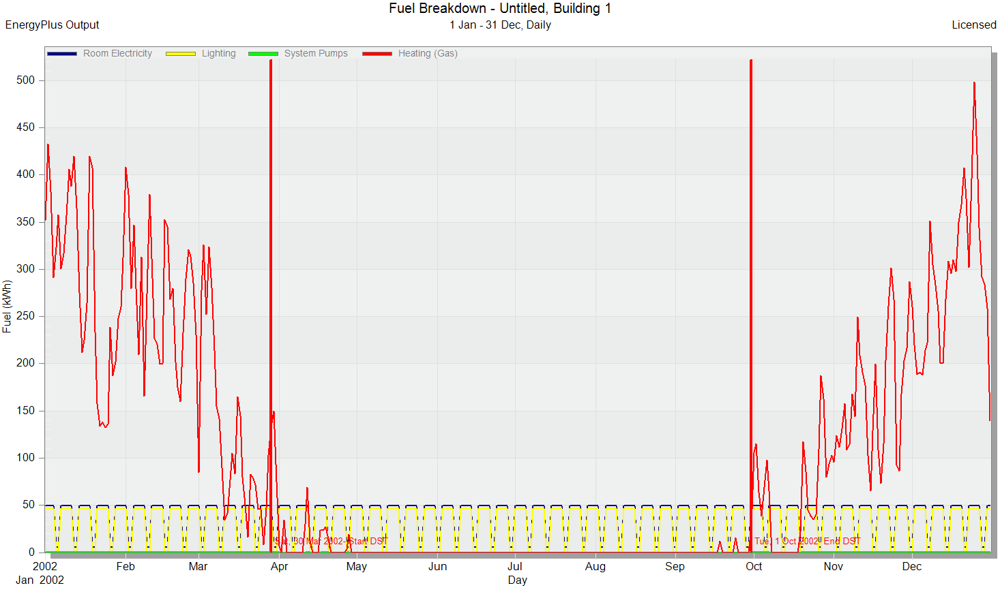 Fuel Breakdown - Untitled, Building 1
EnergyPlus Output
1 Jan - 31 Dec, Daily
Licensed
Room Electricity
Lighting
System Pumps
Heating (Gas)
500
450
400
350
300
250
200
150
100
50
0
Fuel (kWh)
Sat, 30 Mar 2002- Start DST
Tue, 1 Oct 2002- End DST
2002 Feb Mar Apr May Jun Jul Aug Sep Oct Nov Dec
Jan 2002
Day